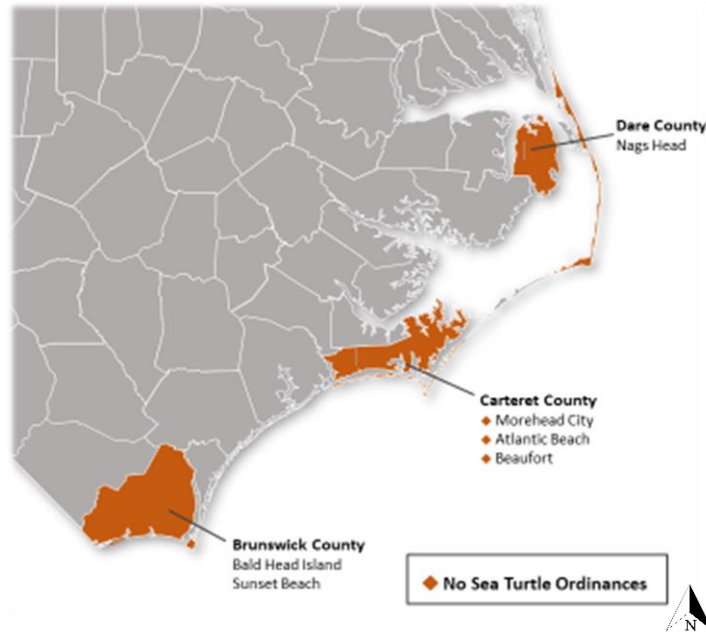 Dare County
Nags Head
Carteret County
◆ Morehead City
◆ Atlantic Beach
◆ Beaufort
Brunswick County
Bald Head Island
Sunset Beach
◆ No Sea Turtle Ordinances
N